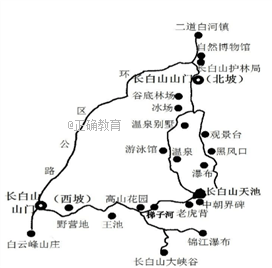 二道白河镇
自然博物馆
长白山护林局
长白山山门(北坡)
环
区
公
路
谷底林场
冰场
@正确教育
温泉别墅
观景台
游泳馆
温泉
黑风口
瀑布
长白山天池
中朝界碑
长白山
山门
(西坡)
高山花园
梯子河
老虎背
野营地
王池
白云峰山庄
锦江瀑布
长白山大峡谷